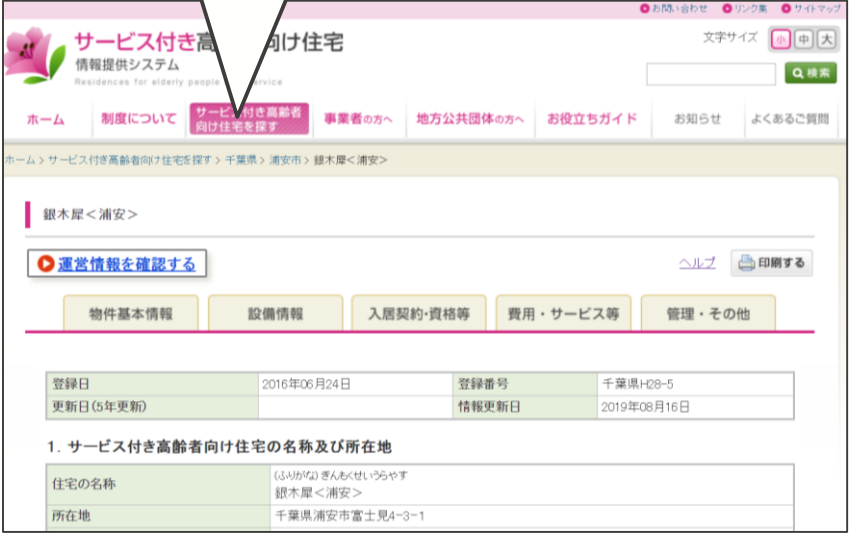 お問い合わせ リンク集 サイトマップ
サービス付き高 向け住宅
文字サイズ 小 中 大
情報提供システム
Residences for elderly people ervice
検索
ホーム 制度について サービス付き高齢者向け住宅を探す 事業者の方へ 地方公共団体の方へ お役立ちガイド お知らせ よくあるご質問
ホーム > サービス付き高齢者向け住宅を探す > 千葉県 > 浦安市 > 銀木犀<浦安>
銀木犀<浦安>
運営情報を確認する ヘルプ 印刷する
物件基本情報 設備情報 入居契約・資格等 費用・サービス等 管理・その他
登録日 2016年06月24日 登録番号 千葉県H28-5
更新日(5年更新) 情報更新日 2019年08月16日
1. サービス付き高齢者向け住宅の名称及び所在地
住宅の名称 (ふりがな) ぎんもくせいうらやす
銀木犀<浦安>
所在地 千葉県浦安市富士見4-3-1